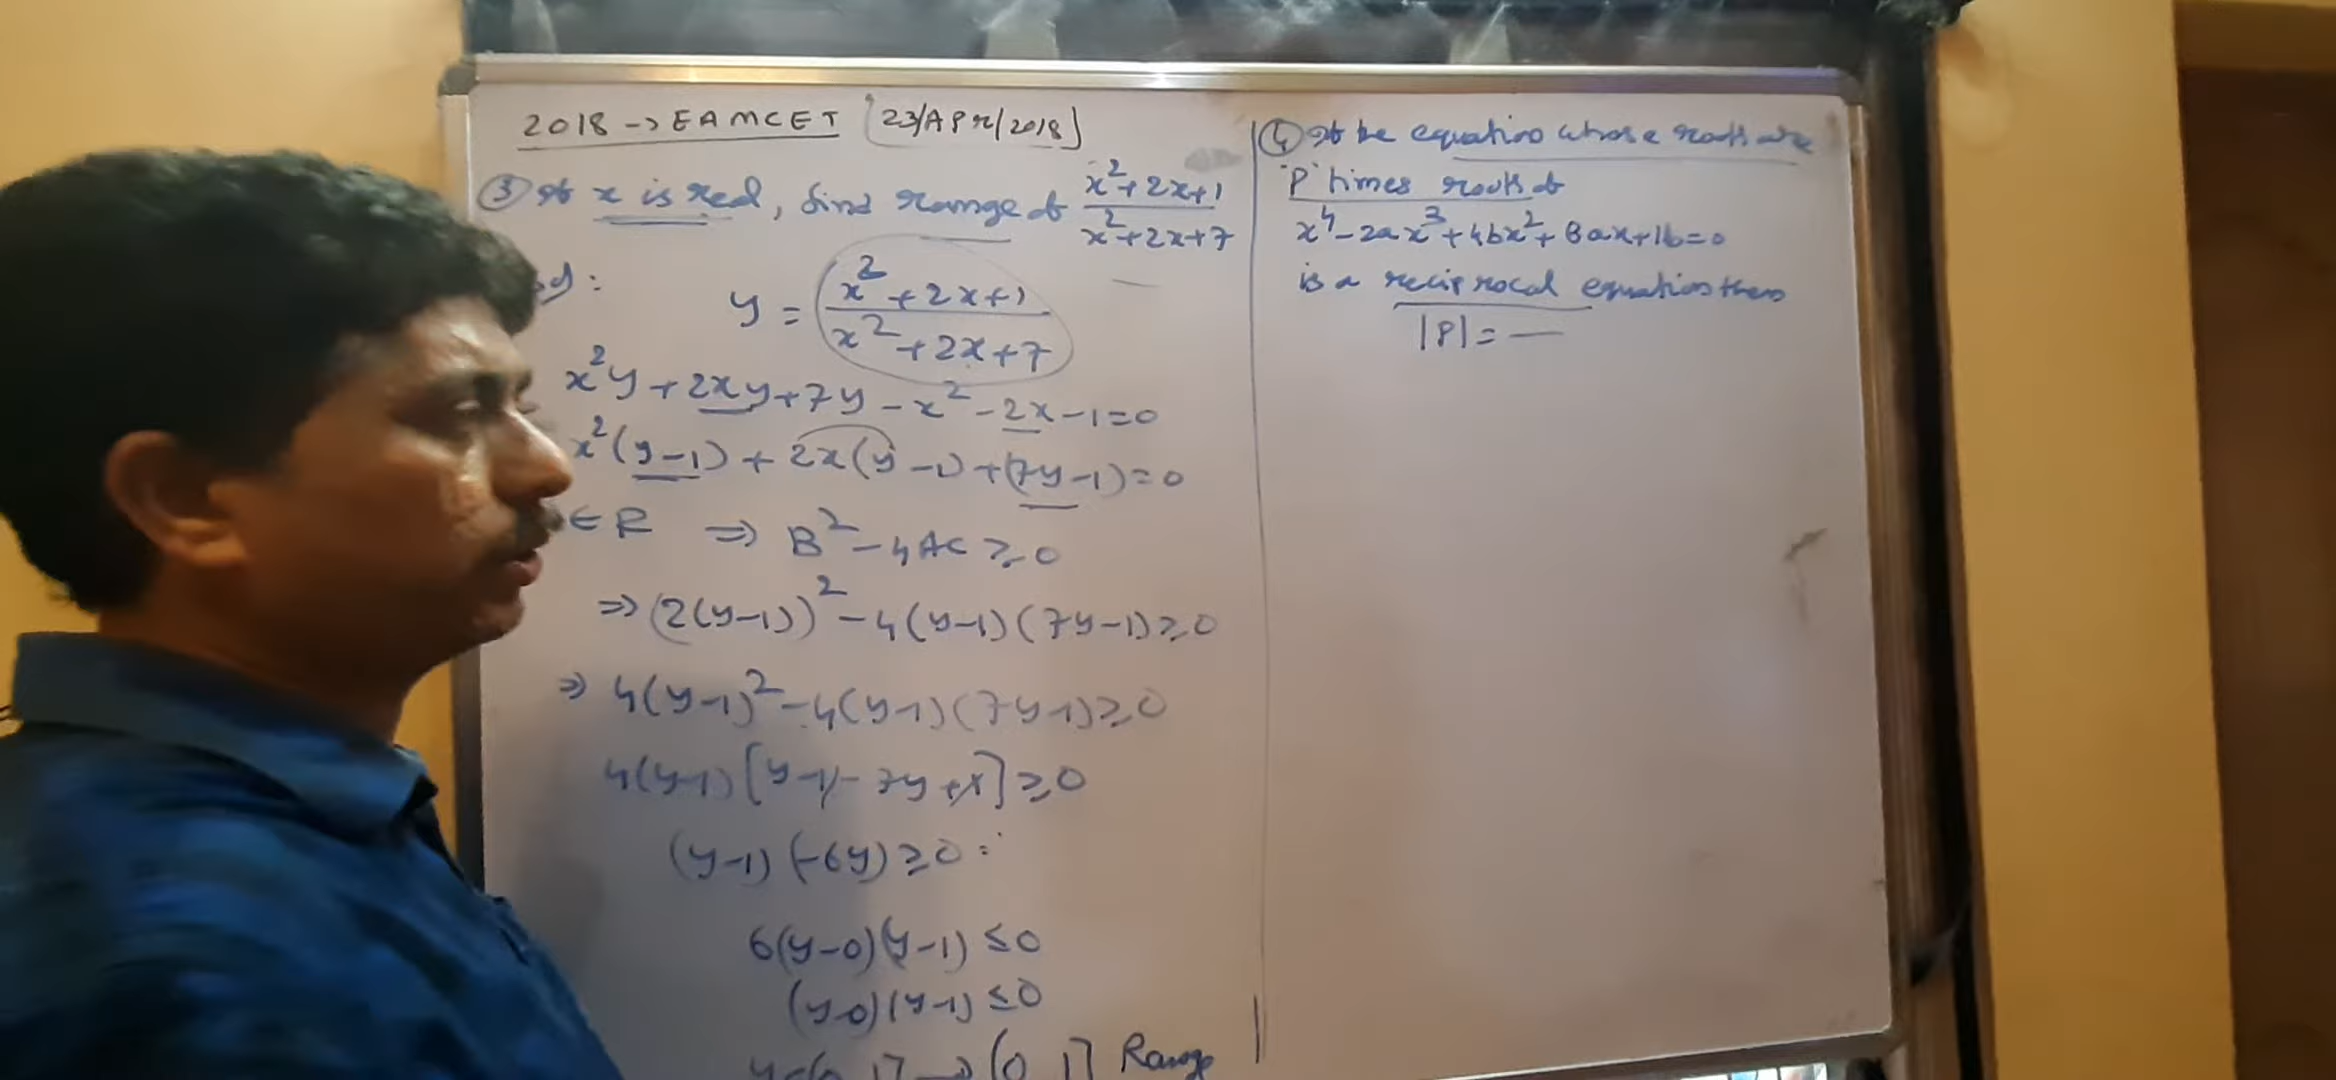 2018 -> EAMCET [23/APR/2018]
③ If x is real, find range of (x²+2x+1)/(x²+2x+7)
y = (x²+2x+1)/(x²+2x+7)
x²y+2xy+7y-x²-2x-1=0
x²(y-1)+2x(y-1)+(7y-1)=0
∈R ⇒ B²-4AC≥0
⇒ (2(y-1))²-4(y-1)(7y-1)≥0
⇒ 4(y-1)²-4(y-1)(7y-1)≥0
4(y-1)[y-1-7y+1]≥0
(y-1)(-6y)≥0
6(y-0)(y-1)≤0
(y-0)(y-1)≤0
Range
④ If the equation whose roots are
'P' times roots of
x⁴-2ax³+4bx²+8ax+16=0
is a reciprocal equation then
|P|= —